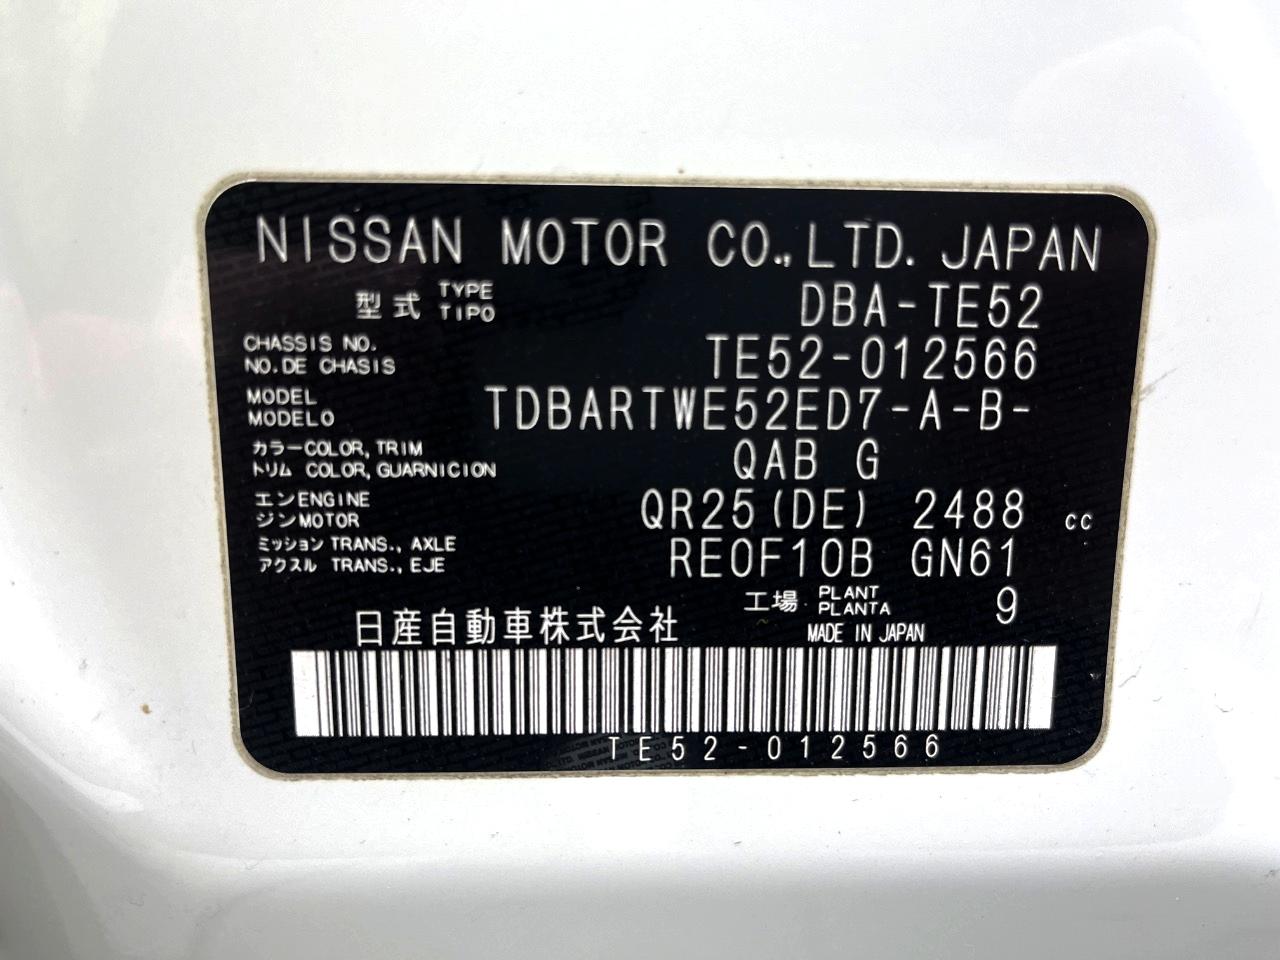 NISSAN MOTOR CO.,LTD. JAPAN
型式 TYPE TIPO DBA-TE52
CHASSIS NO.
NO.DE CHASIS TE52-012566
MODEL
MODELO TDBARTWE52ED7-A-B-
カラーCOLOR, TRIM
トリム COLOR, GUARNICION QAB G
エンENGINE
ジンMOTOR QR25(DE) 2488 cc
ミッション TRANS., AXLE
アクスル TRANS., EJE RE0F10B GN61
工場 PLANT PLANTA 9
日産自動車株式会社 MADE IN JAPAN
TE52-012566